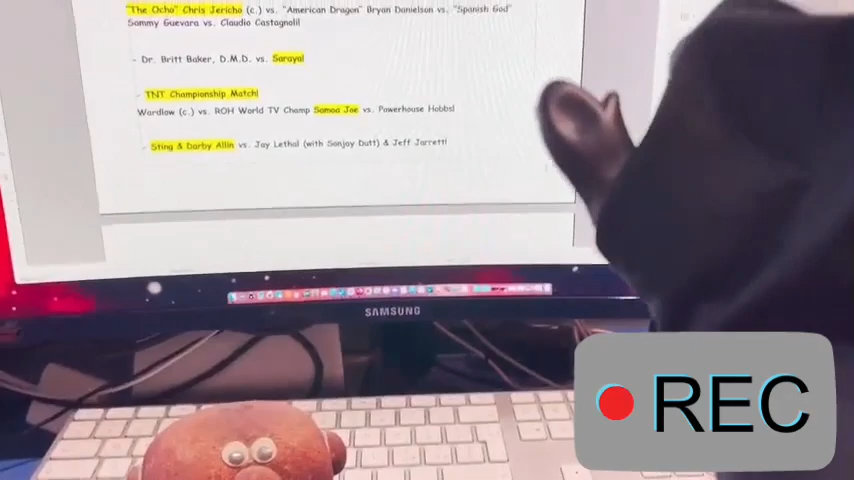 "The Ocho" Chris Jericho (c.) vs. "American Dragon" Bryan Danielson vs. "Spanish God"
Sammy Guevara vs. Claudio Castagnoli!
- Dr. Britt Baker, D.M.D. vs. Saraya!
- TNT Championship Match!
Wardlow (c.) vs. ROH World TV Champ Samoa Joe vs. Powerhouse Hobbs!
- Sting & Darby Allin vs. Jay Lethal (with Sonjay Dutt) & Jeff Jarrett!
SAMSUNG
REC